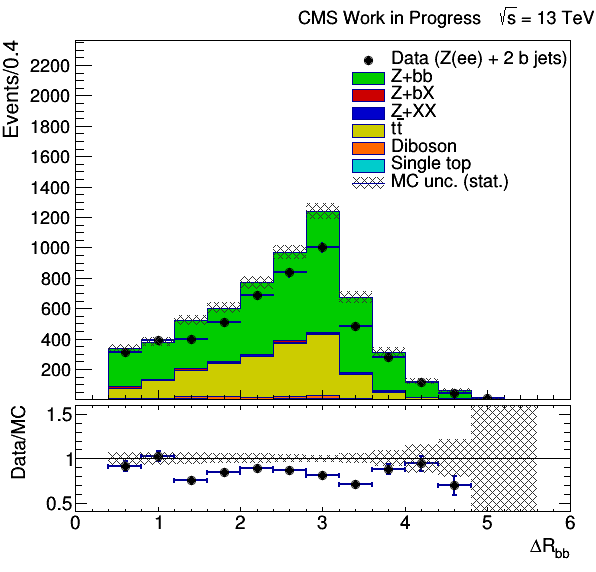 CMS Work in Progress √s = 13 TeV
Events/0.4
2200
2000
1800
1600
1400
1200
1000
800
600
400
200
Data (Z(ee) + 2 b jets)
Z+bb
Z+bX
Z+XX
tt̄
Diboson
Single top
MC unc. (stat.)
Data/MC
1.5
1
0.5
0 1 2 3 4 5 6
ΔR_bb